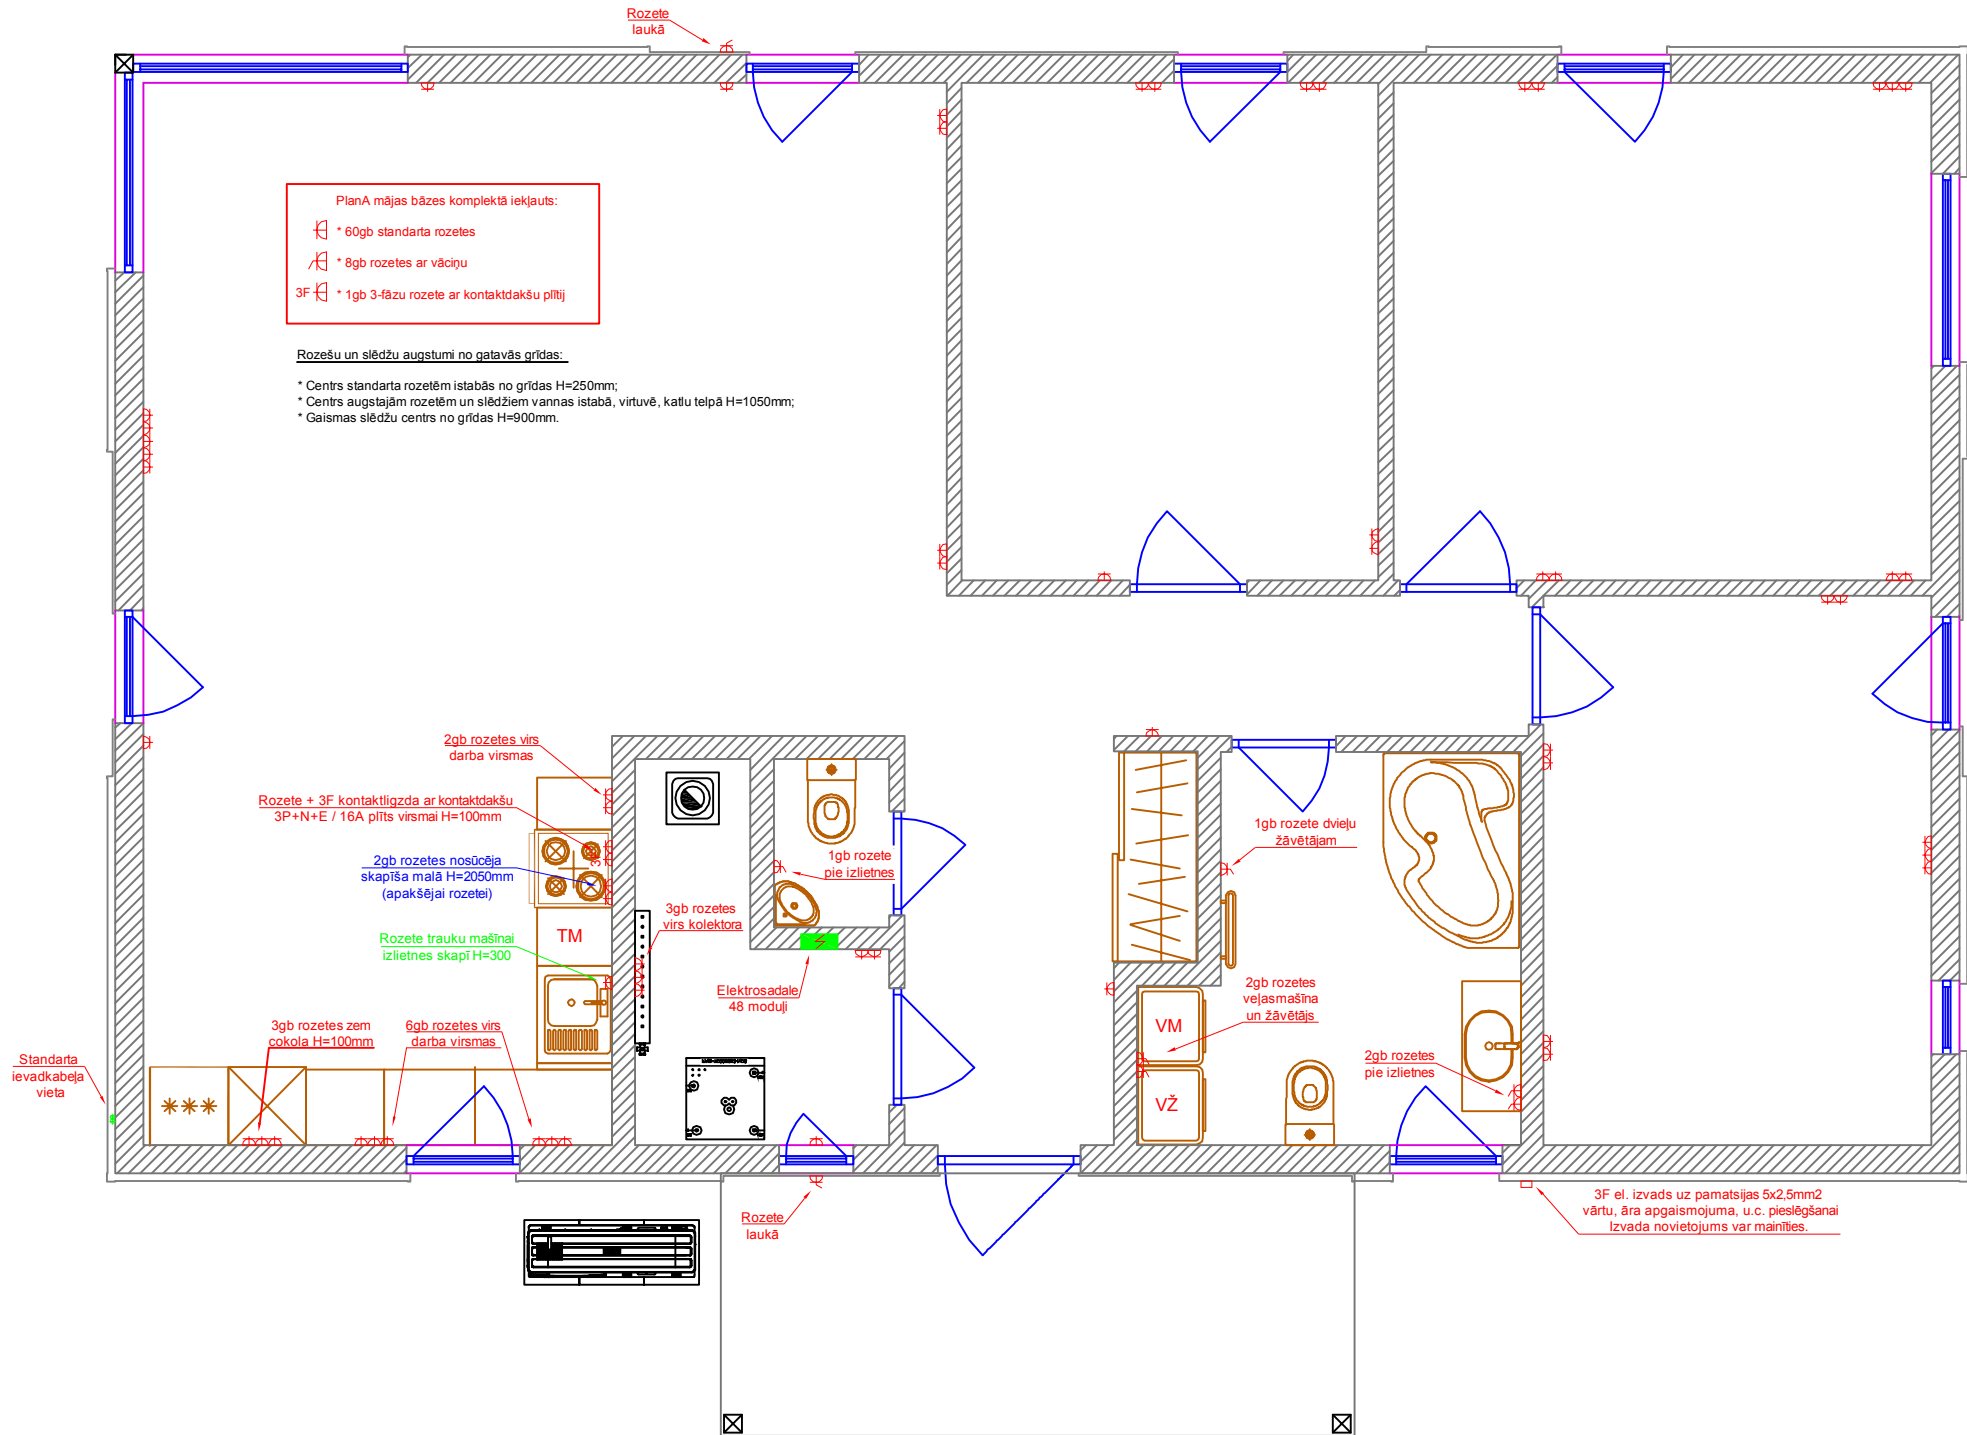 Rozete
laukā
PlanA mājas bāzes komplektā iekļauts:
* 60gb standarta rozetes
* 8gb rozetes ar vāciņu
3F * 1gb 3-fāzu rozete ar kontaktdakšu plītij
Rozešu un slēdžu augstumi no gatavās grīdas:
* Centrs standarta rozetēm istabās no grīdas H=250mm;
* Centrs augstajām rozetēm un slēdžiem vannas istabā, virtuvē, katlu telpā H=1050mm;
* Gaismas slēdžu centrs no grīdas H=900mm.
2gb rozetes virs
darba virsmas
Rozete + 3F kontaktligzda ar kontaktdakšu
3P+N+E / 16A plīts virsmai H=100mm
3F
2gb rozetes nosūcēja
skapīša malā H=2050mm
(apakšējai rozetei)
TM
Rozete trauku mašīnai
izlietnes skapī H=300
3gb rozetes zem
cokola H=100mm
6gb rozetes virs
darba virsmas
Standarta
ievadkabeļa
vieta
1gb rozete
pie izlietnes
3gb rozetes
virs kolektora
Elektrosadale
48 moduļi
1gb rozete dvieļu
žāvētājam
2gb rozetes
veļasmašīna
un žāvētājs
VM
VŽ
2gb rozetes
pie izlietnes
Rozete
laukā
3F el. izvads uz pamatsijas 5x2,5mm2
vārtu, āra apgaismojuma, u.c. pieslēgšanai
Izvada novietojums var mainīties.